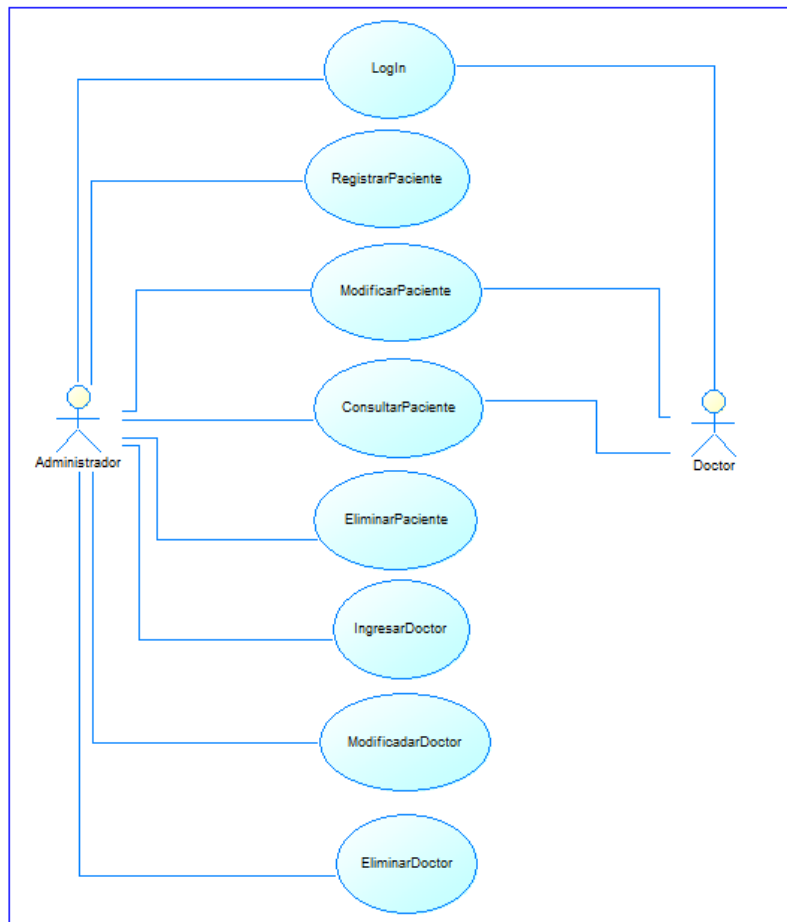 LogIn
RegistrarPaciente
ModificarPaciente
ConsultarPaciente
Administrador
Doctor
EliminarPaciente
IngresarDoctor
ModificadarDoctor
EliminarDoctor